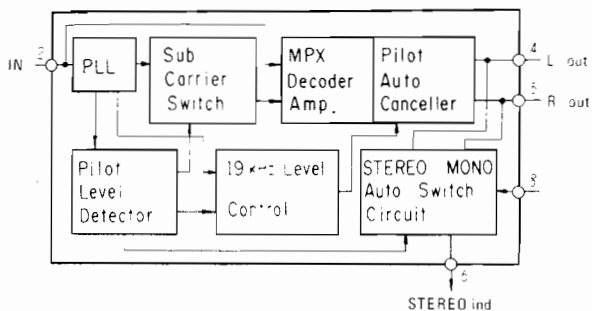 IN
2
PLL
Sub
Carrier
Switch
MPX
Decoder
Amp.
Pilot
Auto
Canceller
4
L out
5
R out
Pilot
Level
Detector
19 kHz Level
Control
STEREO MONO
Auto Switch
Circuit
8
6
STEREO ind